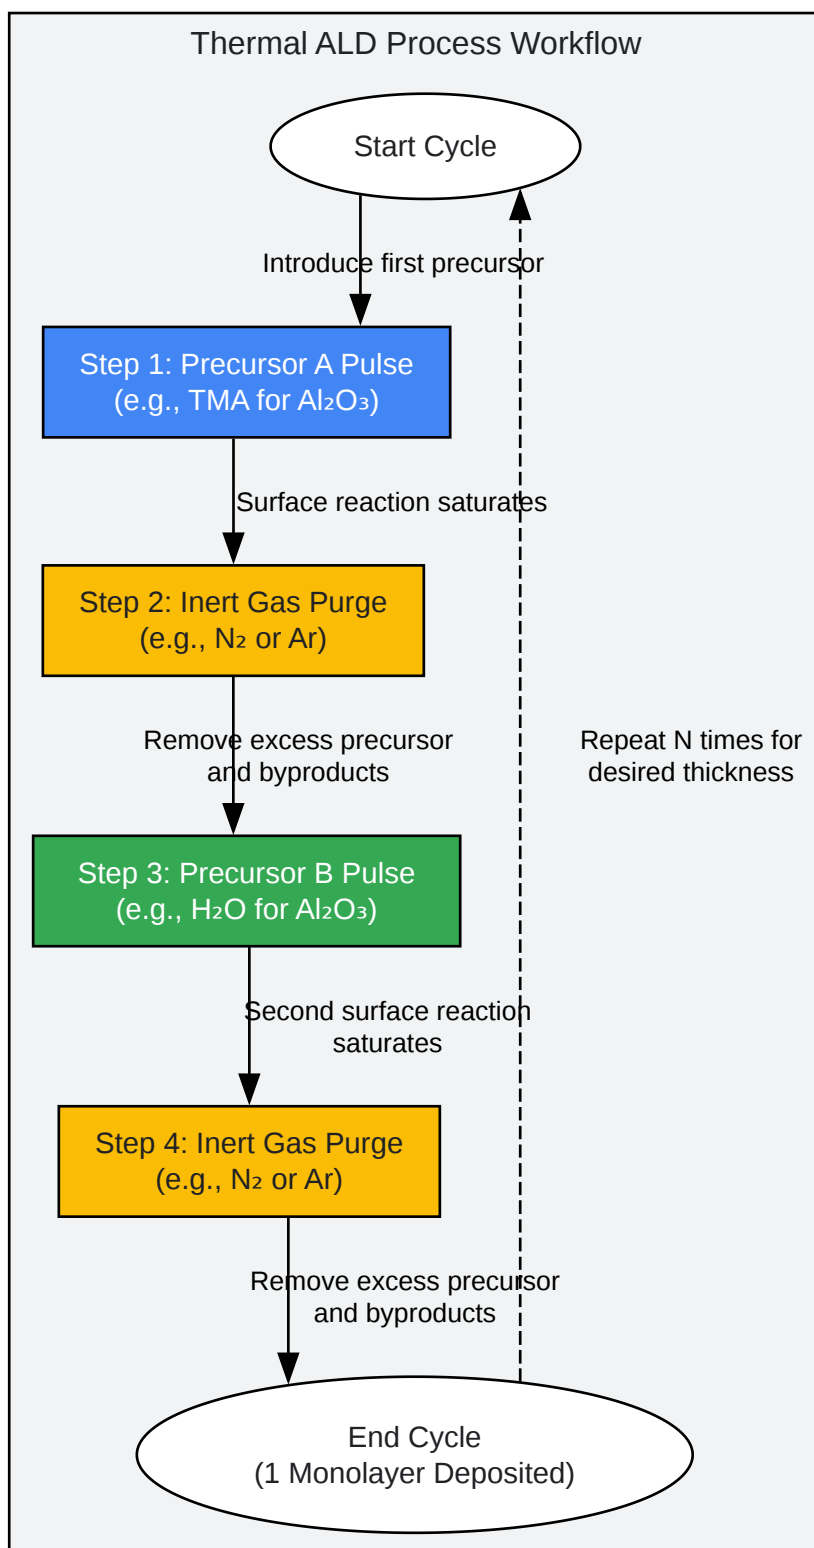 Thermal ALD Process Workflow
Start Cycle
Introduce first precursor
Step 1: Precursor A Pulse
(e.g., TMA for Al₂O₃)
Surface reaction saturates
Step 2: Inert Gas Purge
(e.g., N₂ or Ar)
Remove excess precursor
and byproducts
Repeat N times for
desired thickness
Step 3: Precursor B Pulse
(e.g., H₂O for Al₂O₃)
Second surface reaction
saturates
Step 4: Inert Gas Purge
(e.g., N₂ or Ar)
Remove excess precursor
and byproducts
End Cycle
(1 Monolayer Deposited)